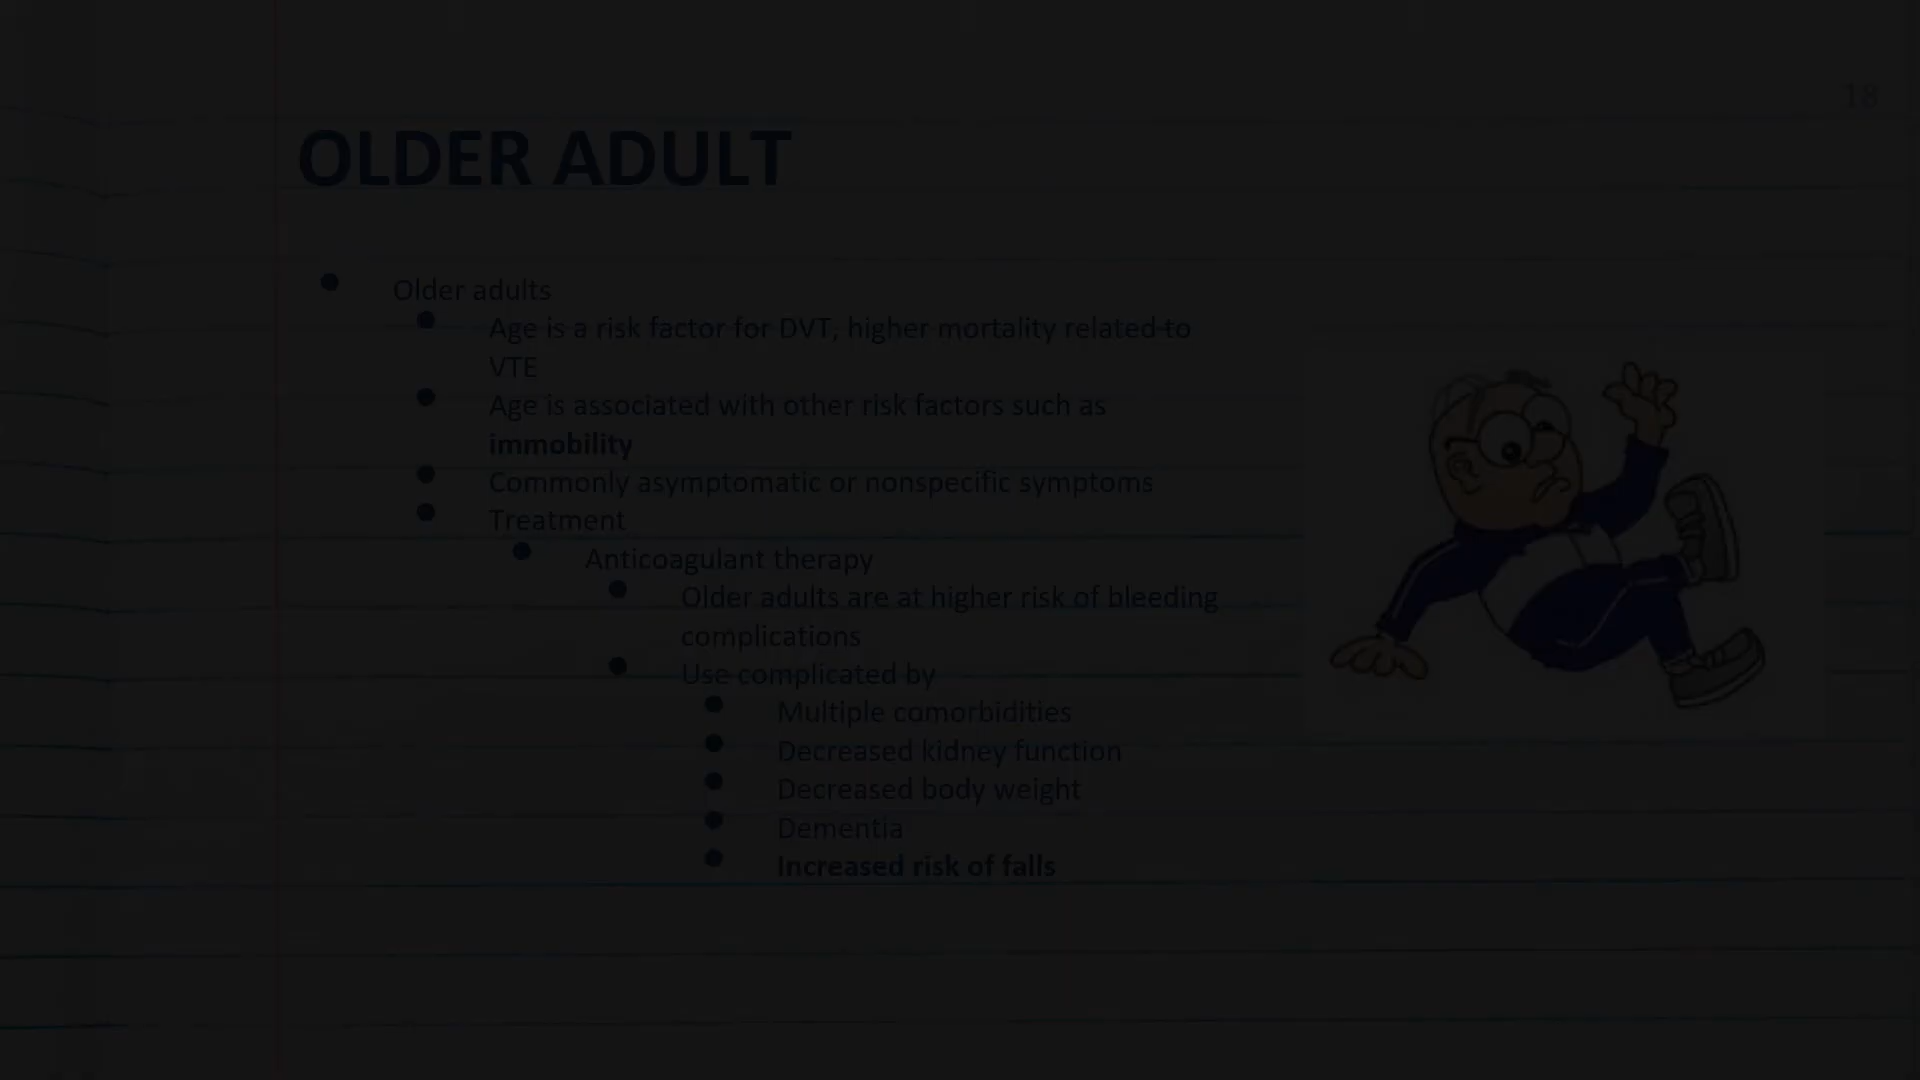 18
OLDER ADULT
Older adults
Age is a risk factor for DVT, higher mortality related to
VTE
Age is associated with other risk factors such as
immobility
Commonly asymptomatic or nonspecific symptoms
Treatment
Anticoagulant therapy
Older adults are at higher risk of bleeding
complications
Use complicated by
Multiple comorbidities
Decreased kidney function
Decreased body weight
Dementia
Increased risk of falls